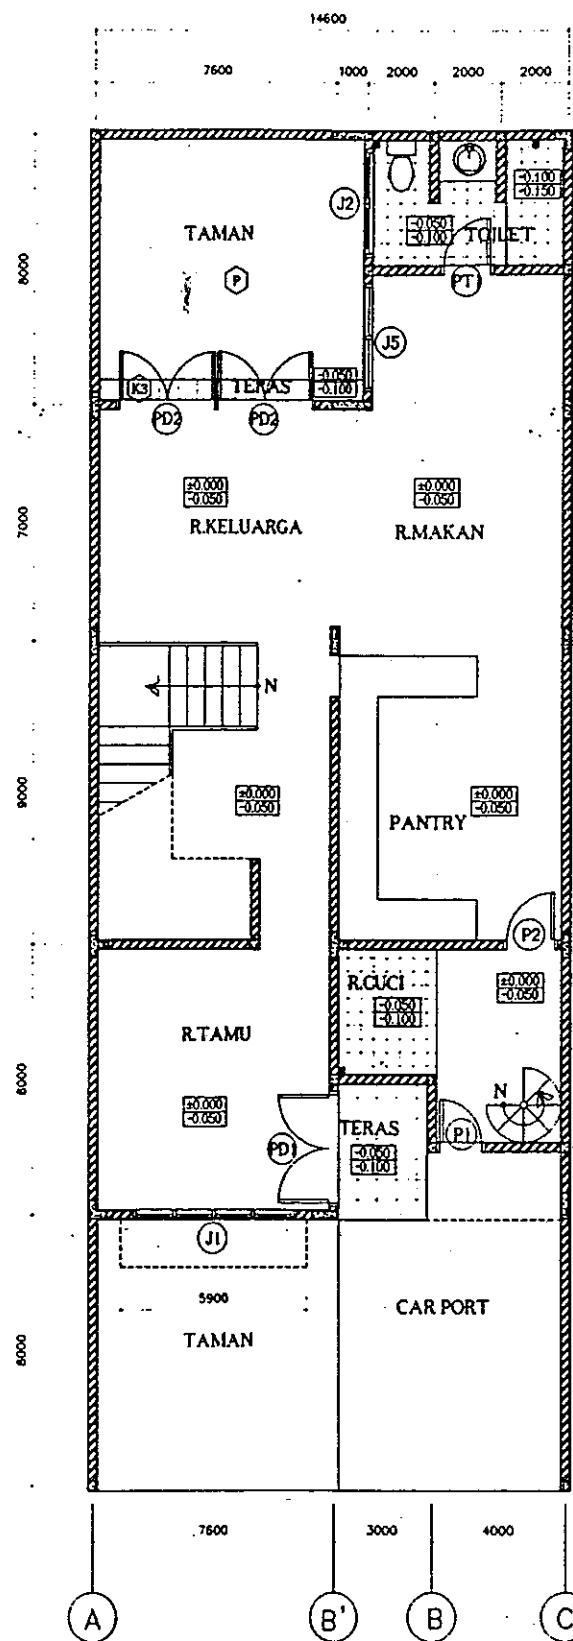 14600
7600 1000 2000 2000 2000
8000
J2
-0.100
-0.150
-0.050
-0.100
TOILET
TAMAN
P
PT1
J5
K3
TERAS
-0.050
-0.100
PD2
PD2
7000
±0.000
-0.050
R.KELUARGA
±0.000
-0.050
R.MAKAN
N
9000
±0.000
-0.050
±0.000
-0.050
PANTRY
P2
R.CUCI
-0.050
-0.100
±0.000
-0.050
R.TAMU
8000
±0.000
-0.050
N
PD1
TERAS
-0.050
-0.100
P1
J1
5900
8000
TAMAN
CAR PORT
7600 3000 4000
A B' B C